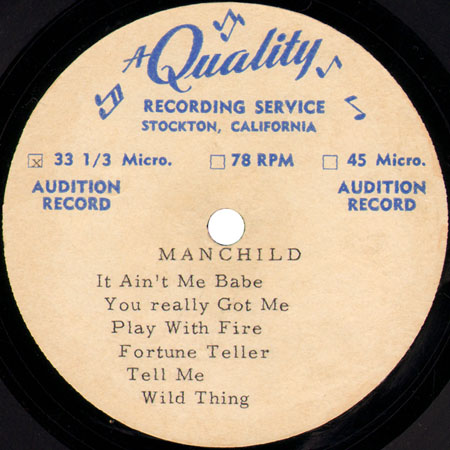 A Quality
RECORDING SERVICE
STOCKTON, CALIFORNIA
x 33 1/3 Micro. 78 RPM 45 Micro.
AUDITION RECORD AUDITION RECORD
MANCHILD
It Ain't Me Babe
You really Got Me
Play With Fire
Fortune Teller
Tell Me
Wild Thing